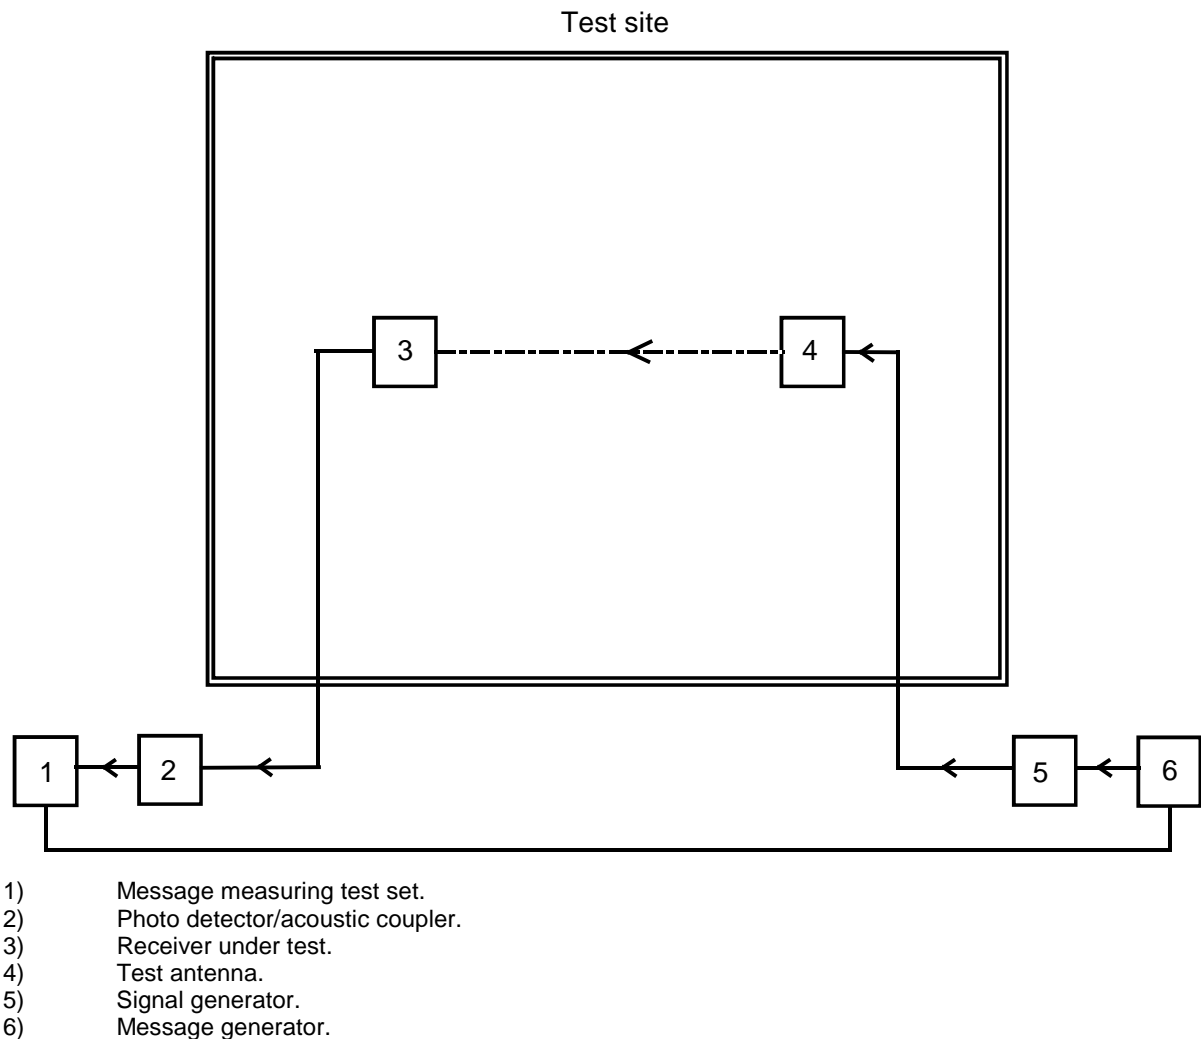 Test site
3
4
1
2
5
6
1) Message measuring test set.
2) Photo detector/acoustic coupler.
3) Receiver under test.
4) Test antenna.
5) Signal generator.
6) Message generator.